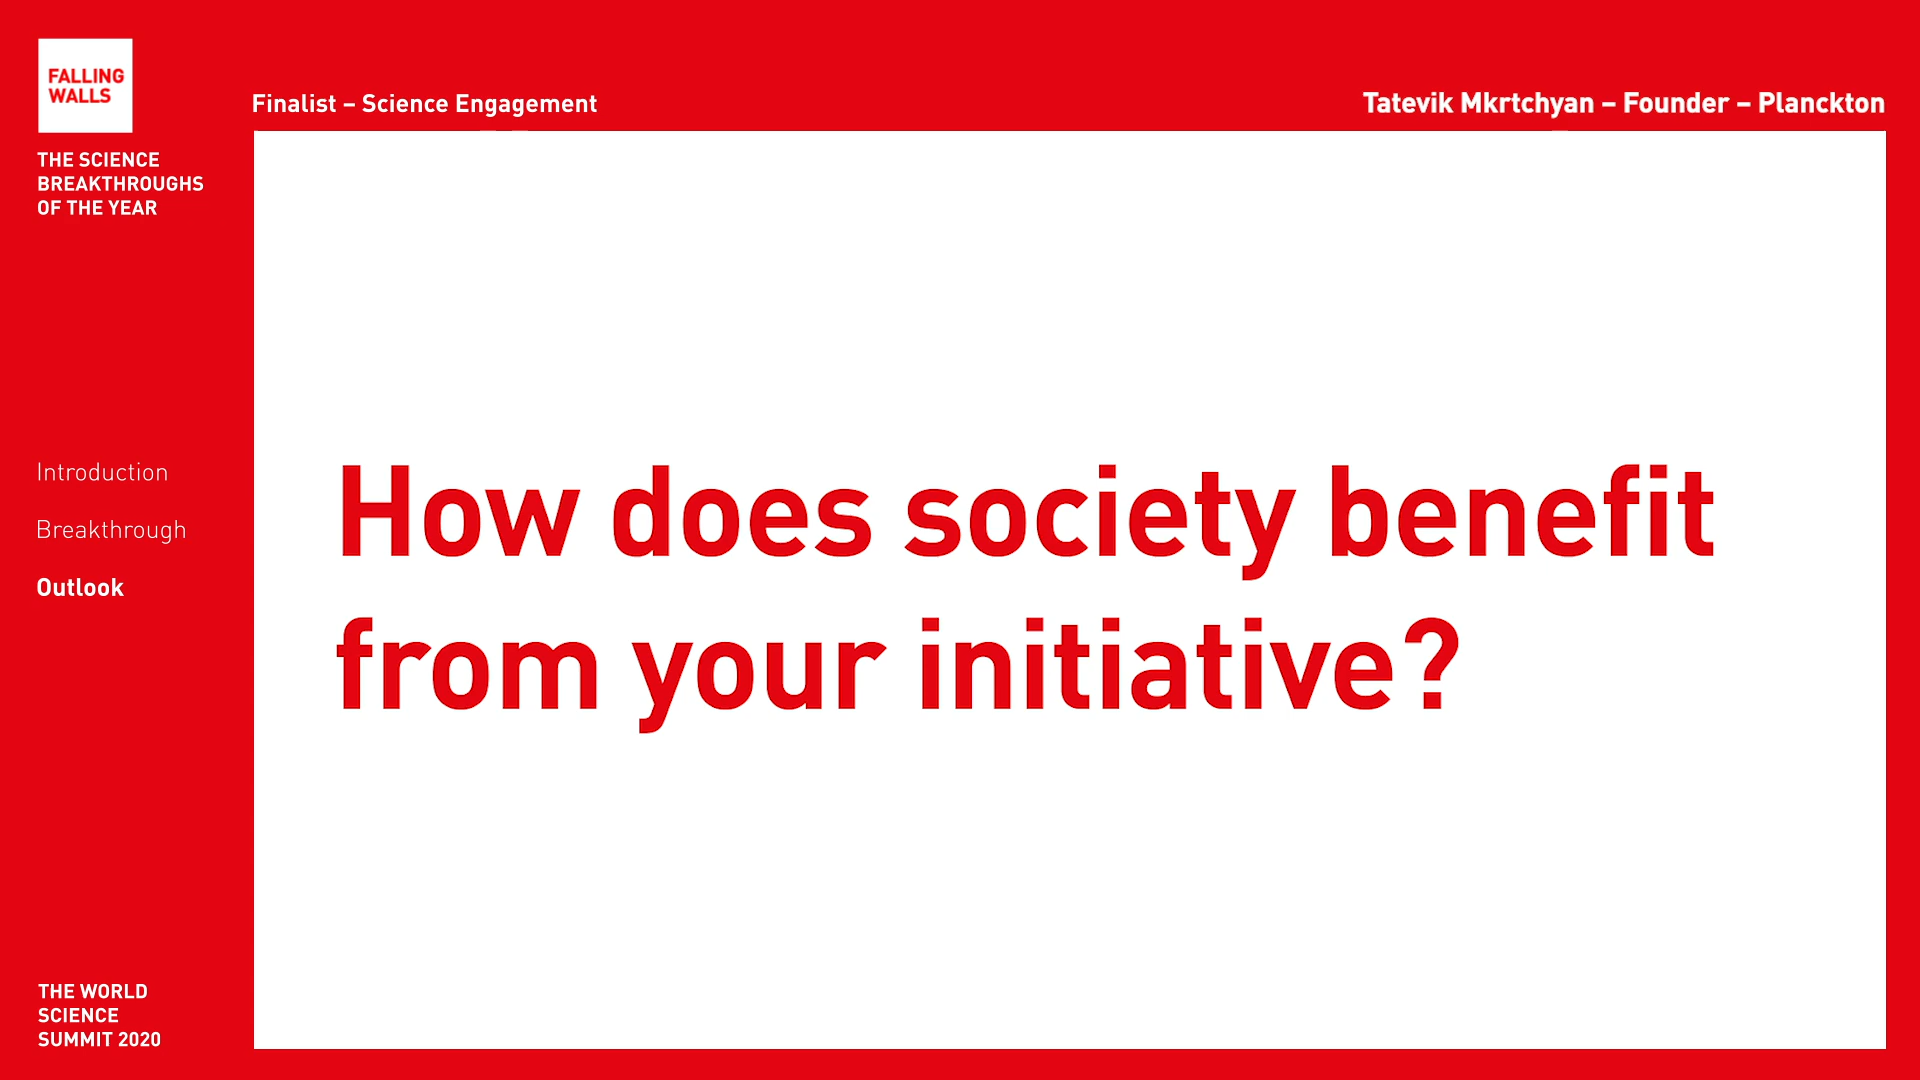 FALLING
WALLS
THE SCIENCE
BREAKTHROUGHS
OF THE YEAR
Finalist – Science Engagement
Tatevik Mkrtchyan – Founder – Planckton
Introduction
Breakthrough
Outlook
How does society benefit
from your initiative?
THE WORLD
SCIENCE
SUMMIT 2020